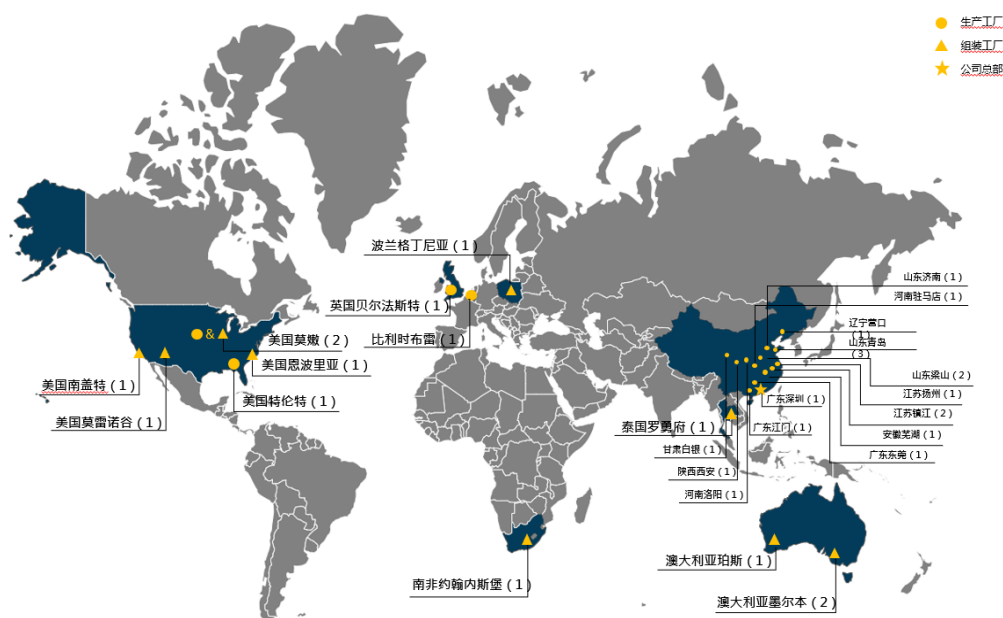 生产工厂
组装工厂
公司总部
波兰格丁尼亚（1）
山东济南（1）
河南驻马店（1）
英国贝尔法斯特（1）
辽宁营口
（1）
山东青岛
（3）
&
美国莫嫩（2）
比利时布雷（1）
美国恩波里亚（1）
山东梁山（2）
美国南盖特（1）
江苏扬州（1）
美国特伦特（1）
广东深圳（1）
江苏镇江（2）
美国莫雷诺谷（1）
泰国罗勇府（1）
广东江门（1）
安徽芜湖（1）
甘肃白银（1）
广东东莞（1）
陕西西安（1）
河南洛阳（1）
澳大利亚珀斯（1）
南非约翰内斯堡（1）
澳大利亚墨尔本（2）